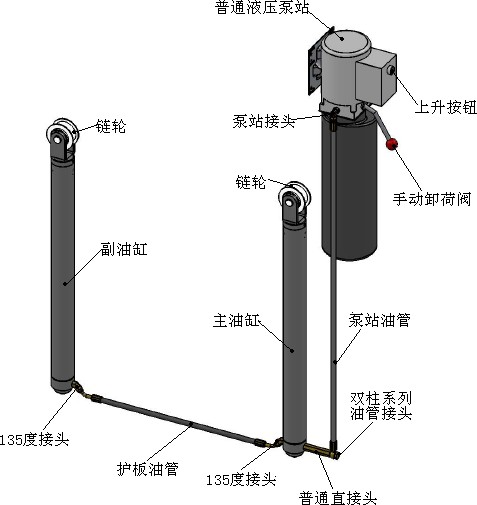 普通液压泵站
上升按钮
泵站接头
链轮
链轮
手动卸荷阀
副油缸
主油缸
泵站油管
双柱系列
油管接头
135度接头
护板油管
135度接头
普通直接头